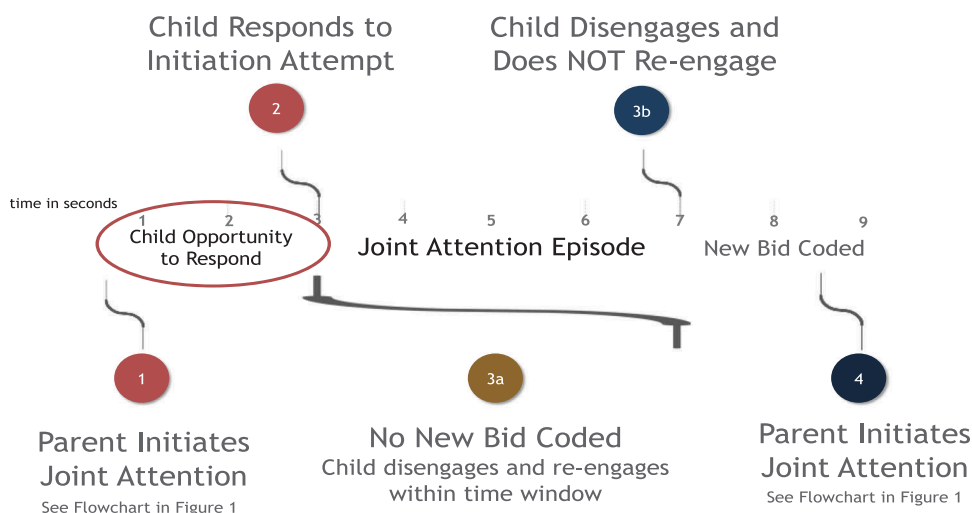 Child Responds to
Initiation Attempt
Child Disengages and
Does NOT Re-engage
2
3b
time in seconds
1 2 3 4 5 6 7 8 9
Child Opportunity
to Respond
Joint Attention Episode
New Bid Coded
1
3a
4
Parent Initiates
Joint Attention
See Flowchart in Figure 1
No New Bid Coded
Child disengages and re-engages
within time window
Parent Initiates
Joint Attention
See Flowchart in Figure 1